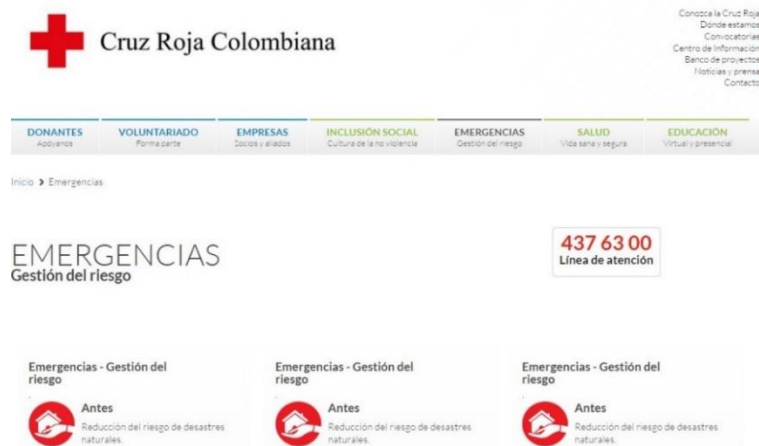 Cruz Roja Colombiana
Conozca la Cruz Roja
Dónde estamos
Convocatorias
Centro de Información
Banco de proyectos
Noticias y prensa
Contacto
DONANTES
Apóyanos
VOLUNTARIADO
Forma parte
EMPRESAS
Socios y aliados
INCLUSIÓN SOCIAL
Cultura de la no violencia
EMERGENCIAS
Gestión del riesgo
SALUD
Vida sana y segura
EDUCACIÓN
Virtual y presencial
Inicio > Emergencias
EMERGENCIAS
Gestión del riesgo
437 63 00
Línea de atención
Emergencias - Gestión del
riesgo
Antes
Reducción del riesgo de desastres
naturales.
Emergencias - Gestión del
riesgo
Antes
Reducción del riesgo de desastres
naturales.
Emergencias - Gestión del
riesgo
Antes
Reducción del riesgo de desastres
naturales.